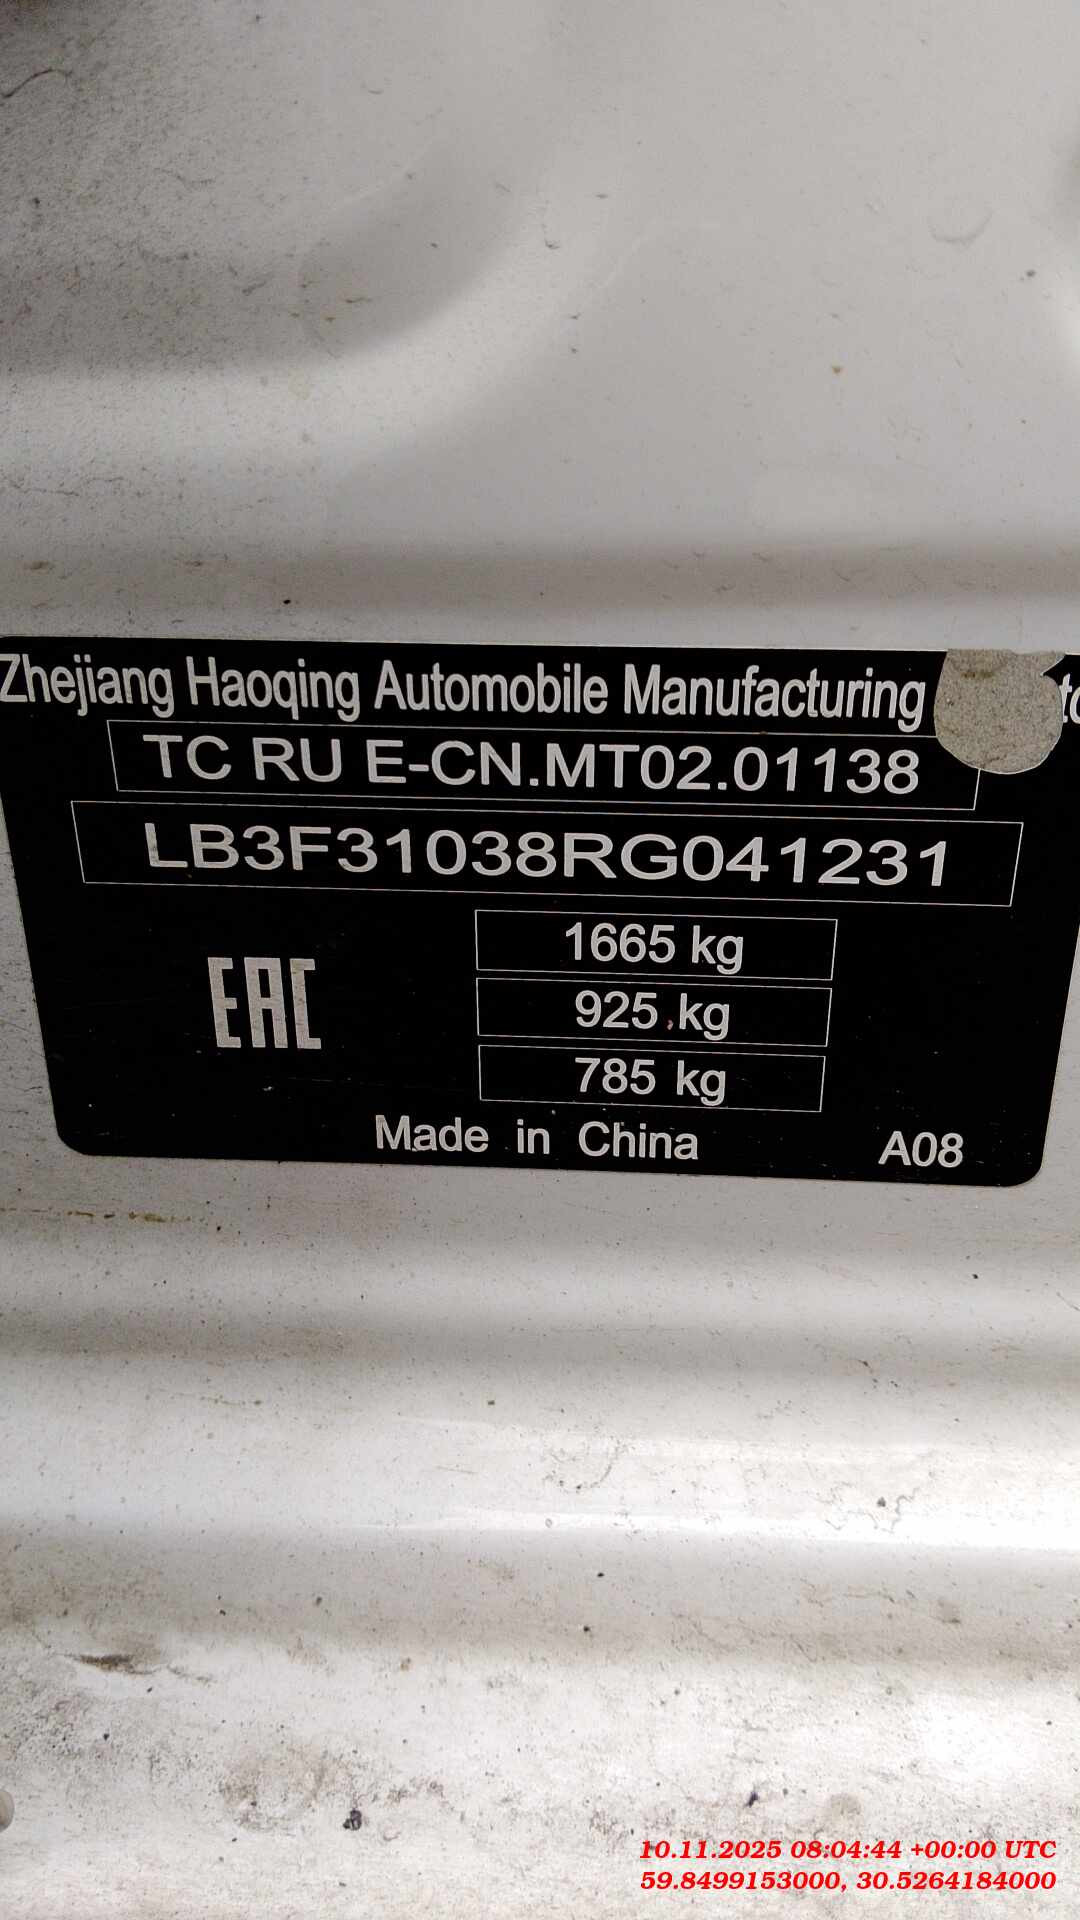 Zhejiang Haoqing Automobile Manufacturing
TC RU E-CN.MT02.01138
LB3F31038RG041231
1665 kg
925 kg
785 kg
EAC
Made in China
A08
10.11.2025 08:04:44 +00:00 UTC
59.8499153000, 30.5264184000